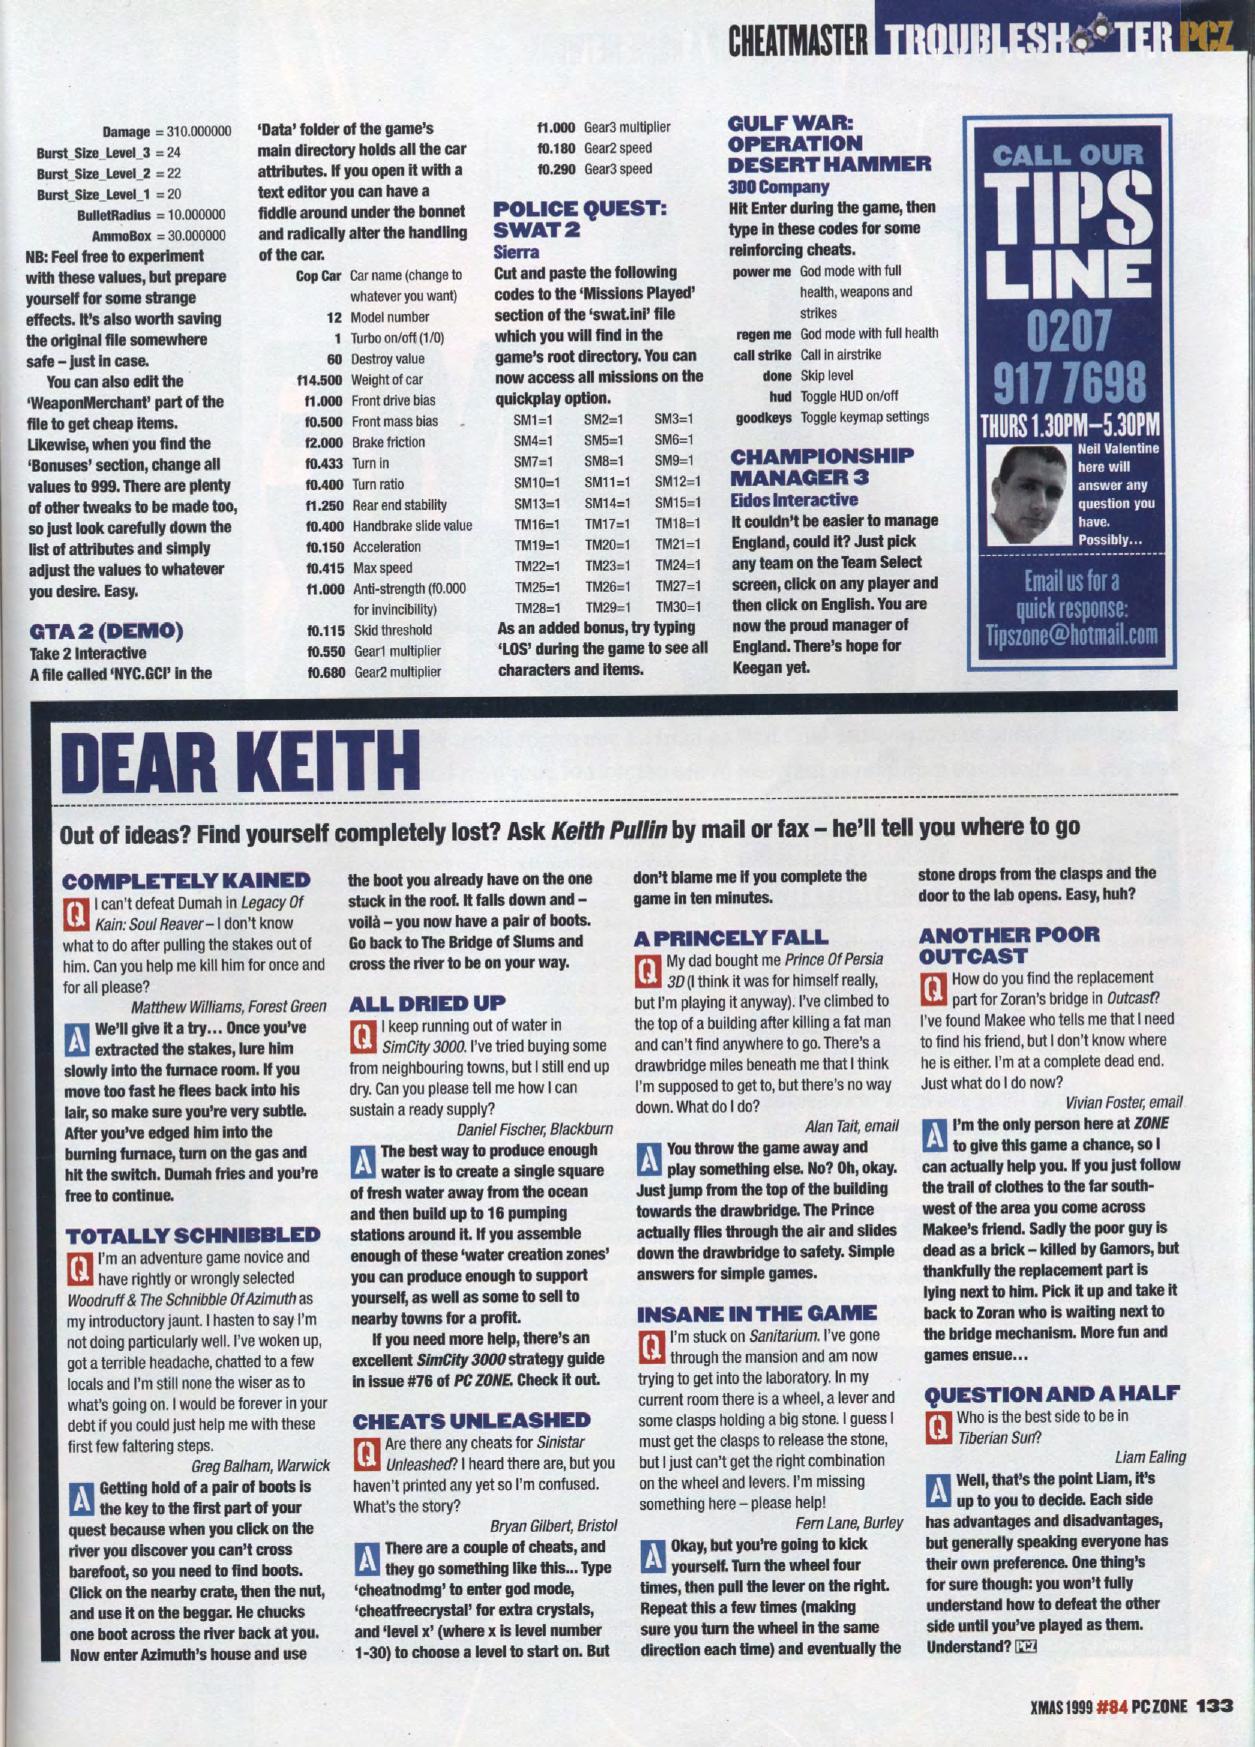 CHEATMASTER TROUBLESHOOTER PCZ
Damage = 310.000000
Burst_Size_Level_3 = 24
Burst_Size_Level_2 = 22
Burst_Size_Level_1 = 20
BulletRadius = 10.000000
AmmoBox = 30.000000
NB: Feel free to experiment
with these values, but prepare
yourself for some strange
effects. It's also worth saving
the original file somewhere
safe – just in case.
You can also edit the
'WeaponMerchant' part of the
file to get cheap items.
Likewise, when you find the
'Bonuses' section, change all
values to 999. There are plenty
of other tweaks to be made too,
so just look carefully down the
list of attributes and simply
adjust the values to whatever
you desire. Easy.
GTA 2 (DEMO)
Take 2 Interactive
A file called 'NYC.GCI' in the
'Data' folder of the game's
main directory holds all the car
attributes. If you open it with a
text editor you can have a
fiddle around under the bonnet
and radically alter the handling
of the car.
Cop Car Car name (change to
whatever you want)
12 Model number
1 Turbo on/off (1/0)
60 Destroy value
f14.500 Weight of car
f1.000 Front drive bias
f0.500 Front mass bias
f2.000 Brake friction
f0.433 Turn in
f0.400 Turn ratio
f1.250 Rear end stability
f0.400 Handbrake slide value
f0.150 Acceleration
f0.415 Max speed
f1.000 Anti-strength (f0.000
for invincibility)
f0.115 Skid threshold
f0.550 Gear1 multiplier
f0.680 Gear2 multiplier
f1.000 Gear3 multiplier
f0.180 Gear2 speed
f0.290 Gear3 speed
POLICE QUEST:
SWAT 2
Sierra
Cut and paste the following
codes to the 'Missions Played'
section of the 'swat.ini' file
which you will find in the
game's root directory. You can
now access all missions on the
quickplay option.
SM1=1 SM2=1 SM3=1
SM4=1 SM5=1 SM6=1
SM7=1 SM8=1 SM9=1
SM10=1 SM11=1 SM12=1
SM13=1 SM14=1 SM15=1
TM16=1 TM17=1 TM18=1
TM19=1 TM20=1 TM21=1
TM22=1 TM23=1 TM24=1
TM25=1 TM26=1 TM27=1
TM28=1 TM29=1 TM30=1
As an added bonus, try typing
'LOS' during the game to see all
characters and items.
GULF WAR:
OPERATION
DESERT HAMMER
3DO Company
Hit Enter during the game, then
type in these codes for some
reinforcing cheats.
power me God mode with full
health, weapons and
strikes
regen me God mode with full health
call strike Call in airstrike
done Skip level
hud Toggle HUD on/off
goodkeys Toggle keymap settings
CHAMPIONSHIP
MANAGER 3
Eidos Interactive
It couldn't be easier to manage
England, could it? Just pick
any team on the Team Select
screen, click on any player and
then click on English. You are
now the proud manager of
England. There's hope for
Keegan yet.
CALL OUR
TIPS
LINE
0207
917 7698
THURS 1.30PM–5.30PM
Neil Valentine
here will
answer any
question you
have.
Possibly...
Email us for a
quick response:
Tipszone@hotmail.com
DEAR KEITH
Out of ideas? Find yourself completely lost? Ask Keith Pullin by mail or fax – he'll tell you where to go
COMPLETELY KAINED
Q I can't defeat Dumah in Legacy Of
Kain: Soul Reaver – I don't know
what to do after pulling the stakes out of
him. Can you help me kill him for once and
for all please?
Matthew Williams, Forest Green
A We'll give it a try... Once you've
extracted the stakes, lure him
slowly into the furnace room. If you
move too fast he flees back into his
lair, so make sure you're very subtle.
After you've edged him into the
burning furnace, turn on the gas and
hit the switch. Dumah fries and you're
free to continue.
TOTALLY SCHNIBBLED
Q I'm an adventure game novice and
have rightly or wrongly selected
Woodruff & The Schnibble Of Azimuth as
my introductory jaunt. I hasten to say I'm
not doing particularly well. I've woken up,
got a terrible headache, chatted to a few
locals and I'm still none the wiser as to
what's going on. I would be forever in your
debt if you could just help me with these
first few faltering steps.
Greg Balham, Warwick
A Getting hold of a pair of boots is
the key to the first part of your
quest because when you click on the
river you discover you can't cross
barefoot, so you need to find boots.
Click on the nearby crate, then the nut,
and use it on the beggar. He chucks
one boot across the river back at you.
Now enter Azimuth's house and use
the boot you already have on the one
stuck in the roof. It falls down and –
voilà – you now have a pair of boots.
Go back to The Bridge of Slums and
cross the river to be on your way.
ALL DRIED UP
Q I keep running out of water in
SimCity 3000. I've tried buying some
from neighbouring towns, but I still end up
dry. Can you please tell me how I can
sustain a ready supply?
Daniel Fischer, Blackburn
A The best way to produce enough
water is to create a single square
of fresh water away from the ocean
and then build up to 16 pumping
stations around it. If you assemble
enough of these 'water creation zones'
you can produce enough to support
yourself, as well as some to sell to
nearby towns for a profit.
If you need more help, there's an
excellent SimCity 3000 strategy guide
in issue #76 of PC ZONE. Check it out.
CHEATS UNLEASHED
Q Are there any cheats for Sinistar
Unleashed? I heard there are, but you
haven't printed any yet so I'm confused.
What's the story?
Bryan Gilbert, Bristol
A There are a couple of cheats, and
they go something like this... Type
'cheatnodmg' to enter god mode,
'cheatfreecrystal' for extra crystals,
and 'level x' (where x is level number
1-30) to choose a level to start on. But
don't blame me if you complete the
game in ten minutes.
A PRINCELY FALL
Q My dad bought me Prince Of Persia
3D (I think it was for himself really,
but I'm playing it anyway). I've climbed to
the top of a building after killing a fat man
and can't find anywhere to go. There's a
drawbridge miles beneath me that I think
I'm supposed to get to, but there's no way
down. What do I do?
Alan Tait, email
A You throw the game away and
play something else. No? Oh, okay.
Just jump from the top of the building
towards the drawbridge. The Prince
actually flies through the air and slides
down the drawbridge to safety. Simple
answers for simple games.
INSANE IN THE GAME
Q I'm stuck on Sanitarium. I've gone
through the mansion and am now
trying to get into the laboratory. In my
current room there is a wheel, a lever and
some clasps holding a big stone. I guess I
must get the clasps to release the stone,
but I just can't get the right combination
on the wheel and levers. I'm missing
something here – please help!
Fern Lane, Burley
A Okay, but you're going to kick
yourself. Turn the wheel four
times, then pull the lever on the right.
Repeat this a few times (making
sure you turn the wheel in the same
direction each time) and eventually the
stone drops from the clasps and the
door to the lab opens. Easy, huh?
ANOTHER POOR
OUTCAST
Q How do you find the replacement
part for Zoran's bridge in Outcast?
I've found Makee who tells me that I need
to find his friend, but I don't know where
he is either. I'm at a complete dead end.
Just what do I do now?
Vivian Foster, email
A I'm the only person here at ZONE
to give this game a chance, so I
can actually help you. If you just follow
the trail of clothes to the far south-
west of the area you come across
Makee's friend. Sadly the poor guy is
dead as a brick – killed by Gamors, but
thankfully the replacement part is
lying next to him. Pick it up and take it
back to Zoran who is waiting next to
the bridge mechanism. More fun and
games ensue...
QUESTION AND A HALF
Q Who is the best side to be in
Tiberian Sun?
Liam Ealing
A Well, that's the point Liam, it's
up to you to decide. Each side
has advantages and disadvantages,
but generally speaking everyone has
their own preference. One thing's
for sure though: you won't fully
understand how to defeat the other
side until you've played as them.
Understand? PCZ
XMAS 1999 #84 PC ZONE 133